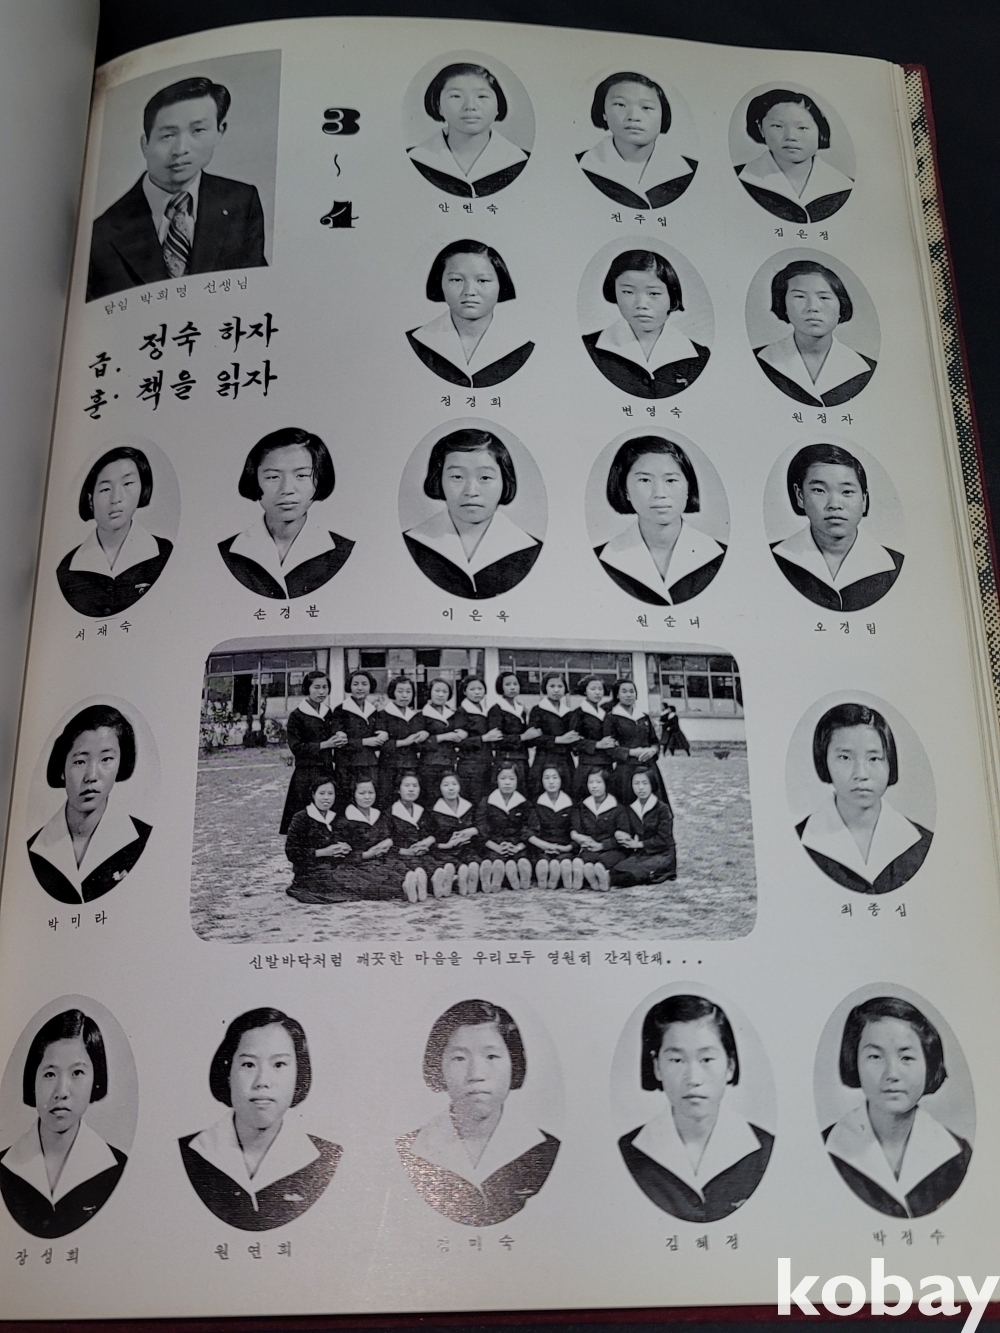 3
~
4
안연숙
전주업
김은정
담임 박희명 선생님
급. 정숙 하자
훈. 책을 읽자
정경희
변영숙
원정자
서재숙
손경분
이은옥
원순녀
오경림
박미라
최종심
신발바닥처럼 깨끗한 마음을 우리모두 영원히 간직한채...
장성희
원연희
김혜정
박정수
kobay